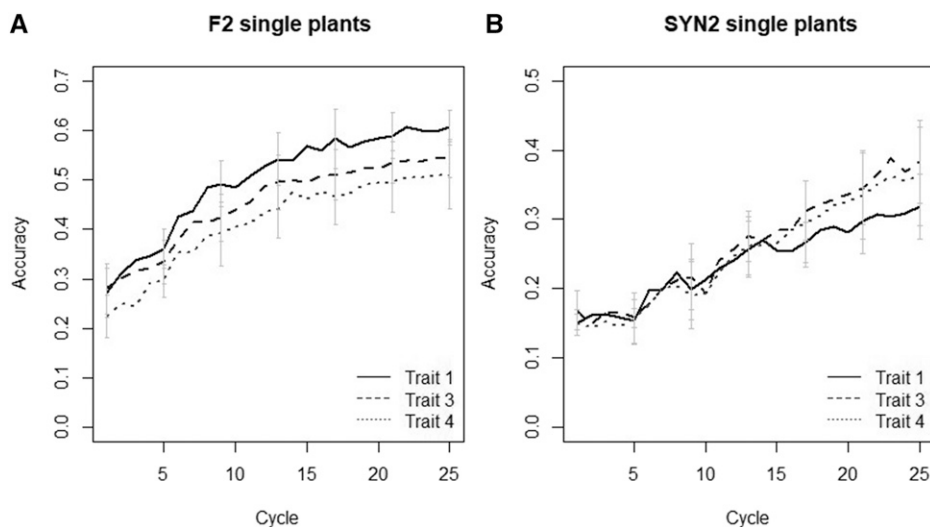 A
F2 single plants
Accuracy
0.7
0.6
0.5
0.4
0.3
0.2
0.1
0.0
Trait 1
Trait 3
Trait 4
5 10 15 20 25
Cycle
B
SYN2 single plants
Accuracy
0.5
0.4
0.3
0.2
0.1
0.0
Trait 1
Trait 3
Trait 4
5 10 15 20 25
Cycle